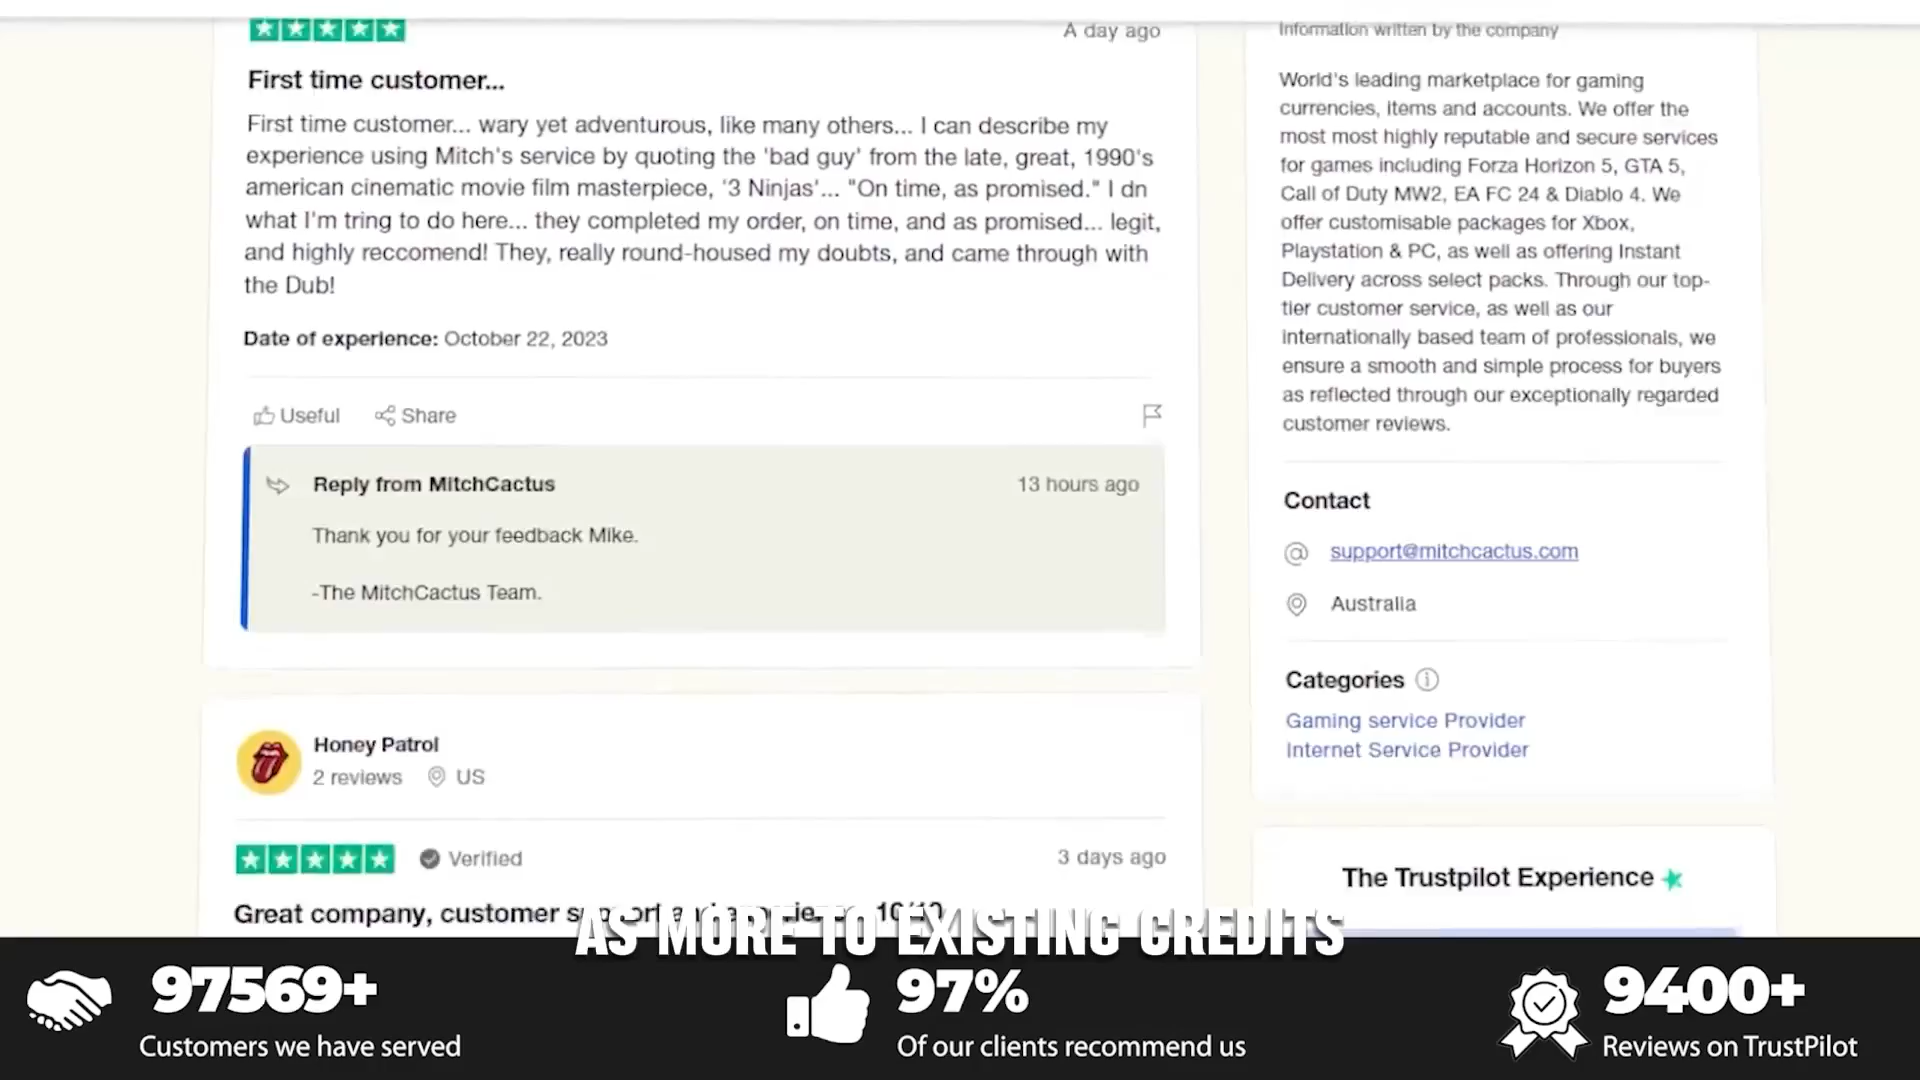 A day ago
First time customer...
First time customer... wary yet adventurous, like many others... I can describe my
experience using Mitch's service by quoting the 'bad guy' from the late, great, 1990's
american cinematic movie film masterpiece, '3 Ninjas'... "On time, as promised." I dn
what I'm tring to do here... they completed my order, on time, and as promised... legit,
and highly reccomend! They, really round-housed my doubts, and came through with
the Dub!
Date of experience: October 22, 2023
Useful Share
Reply from MitchCactus
13 hours ago
Thank you for your feedback Mike.
-The MitchCactus Team.
Honey Patrol
2 reviews US
Verified
3 days ago
Great company, customer support and
Information written by the company
World's leading marketplace for gaming
currencies, items and accounts. We offer the
most most highly reputable and secure services
for games including Forza Horizon 5, GTA 5,
Call of Duty MW2, EA FC 24 & Diablo 4. We
offer customisable packages for Xbox,
Playstation & PC, as well as offering Instant
Delivery across select packs. Through our top-
tier customer service, as well as our
internationally based team of professionals, we
ensure a smooth and simple process for buyers
as reflected through our exceptionally regarded
customer reviews.
Contact
support@mitchcactus.com
Australia
Categories
Gaming service Provider
Internet Service Provider
The Trustpilot Experience
AS MORE TO EXISTING CREDITS
97569+
Customers we have served
97%
Of our clients recommend us
9400+
Reviews on TrustPilot